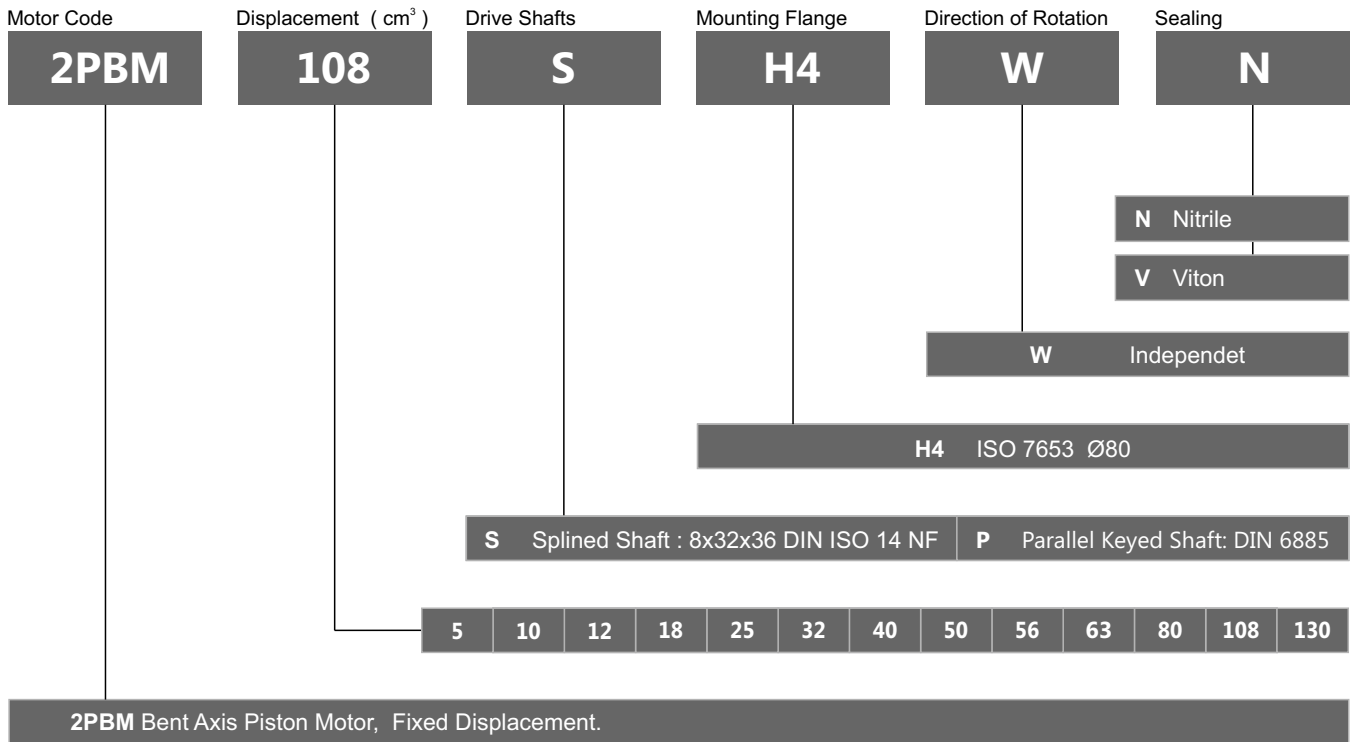 Motor Code Displacement ( cm³ ) Drive Shafts Mounting Flange Direction of Rotation Sealing
2PBM 108 S H4 W N
N Nitrile
V Viton
W Independet
H4 ISO 7653 Ø80
S Splined Shaft : 8x32x36 DIN ISO 14 NF P Parallel Keyed Shaft: DIN 6885
5 10 12 18 25 32 40 50 56 63 80 108 130
2PBM Bent Axis Piston Motor, Fixed Displacement.